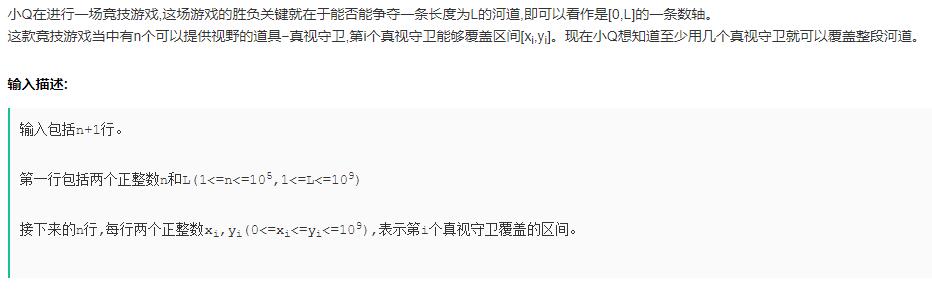 小Q在进行一场竞技游戏,这场游戏的胜负关键就在于能否能争夺一条长度为L的河道,即可以看作是[0,L]的一条数轴。
这款竞技游戏当中有n个可以提供视野的道具−真视守卫,第i个真视守卫能够覆盖区间[xi,yi]。现在小Q想知道至少用几个真视守卫就可以覆盖整段河道。
输入描述:
输入包括n+1行。
第一行包括两个正整数n和L(1<=n<=10^5,1<=L<=10^9)
接下来的n行,每行两个正整数xi,yi(0<=xi<=yi<=10^9),表示第i个真视守卫覆盖的区间。